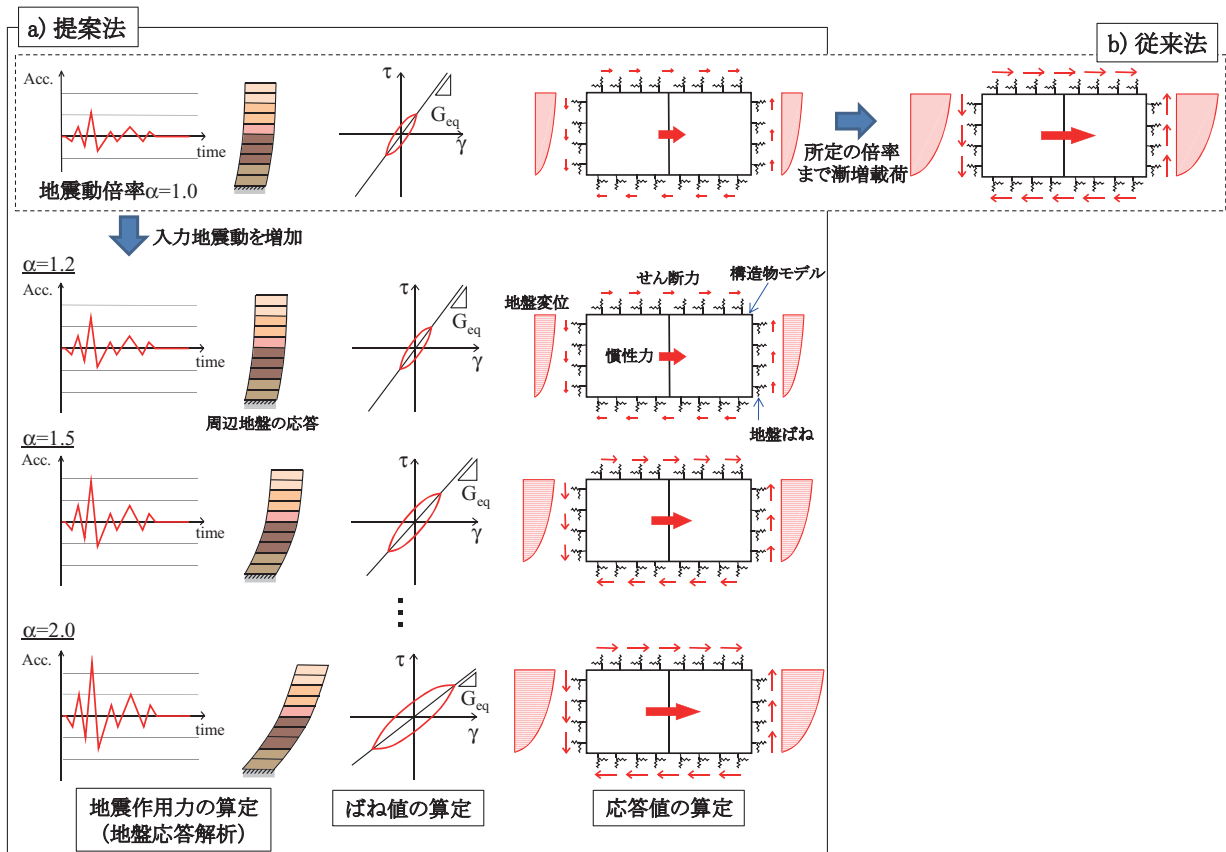 a) 提案法
b) 従来法
Acc.
time
τ
G_eq
γ
地震動倍率α=1.0
所定の倍率
まで漸増載荷
入力地震動を増加
α=1.2
Acc.
time
周辺地盤の応答
τ
G_eq
γ
地盤変位
せん断力
構造物モデル
慣性力
地盤ばね
α=1.5
Acc.
time
τ
G_eq
γ
α=2.0
Acc.
time
τ
G_eq
γ
地震作用力の算定
(地盤応答解析)
ばね値の算定
応答値の算定